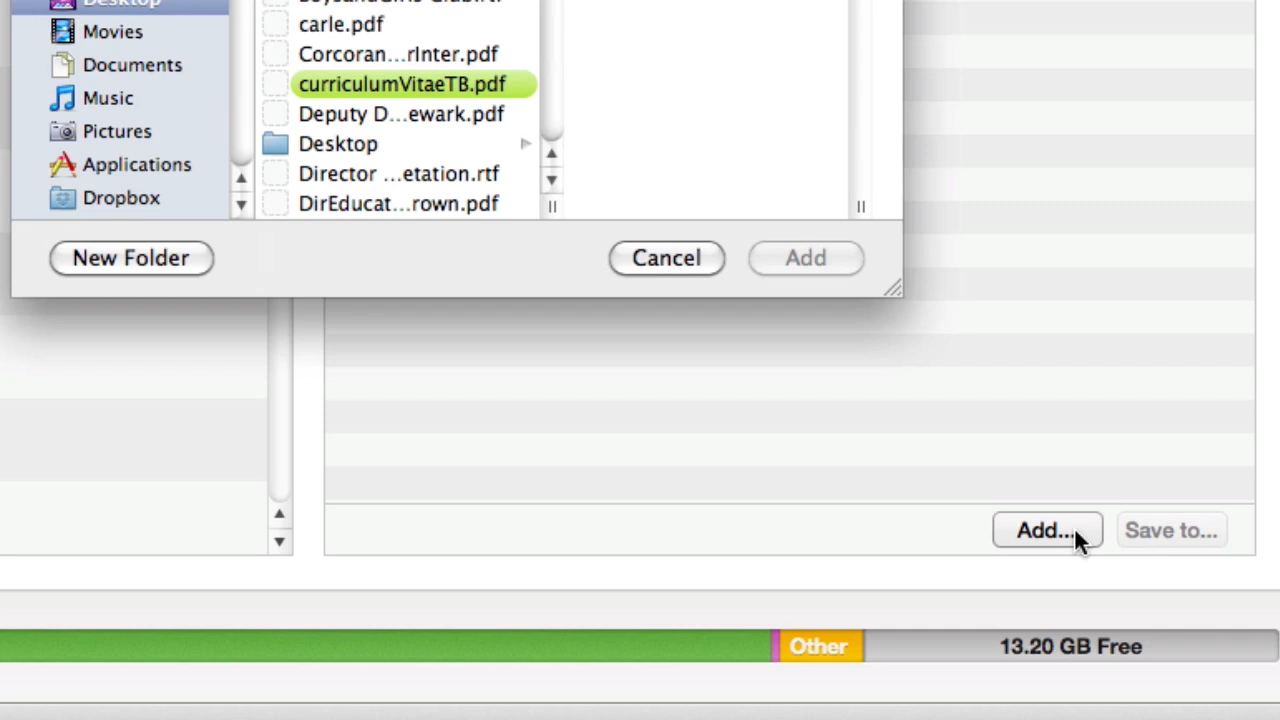 Desktop
Movies
Documents
Music
Pictures
Applications
Dropbox
carle.pdf
Corcoran...rInter.pdf
curriculumVitaeTB.pdf
Deputy D...ewark.pdf
Desktop
Director ...etation.rtf
DirEducat...rown.pdf
New Folder
Cancel
Add
Add...
Save to...
Other
13.20 GB Free